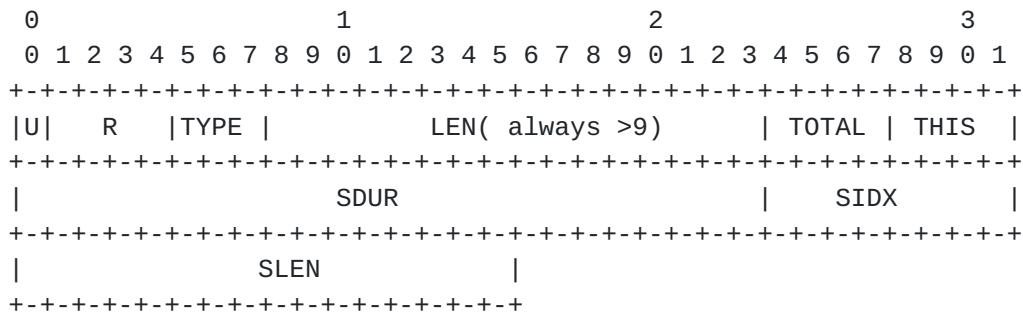 0                   1                   2                   3
 0 1 2 3 4 5 6 7 8 9 0 1 2 3 4 5 6 7 8 9 0 1 2 3 4 5 6 7 8 9 0 1
+-+-+-+-+-+-+-+-+-+-+-+-+-+-+-+-+-+-+-+-+-+-+-+-+-+-+-+-+-+-+-+-+
|U|   R   |TYPE |          LEN( always >9)      | TOTAL | THIS  |
+-+-+-+-+-+-+-+-+-+-+-+-+-+-+-+-+-+-+-+-+-+-+-+-+-+-+-+-+-+-+-+-+
|                    SDUR                       |    SIDX       |
+-+-+-+-+-+-+-+-+-+-+-+-+-+-+-+-+-+-+-+-+-+-+-+-+-+-+-+-+-+-+-+-+
|               SLEN            |
+-+-+-+-+-+-+-+-+-+-+-+-+-+-+-+-+